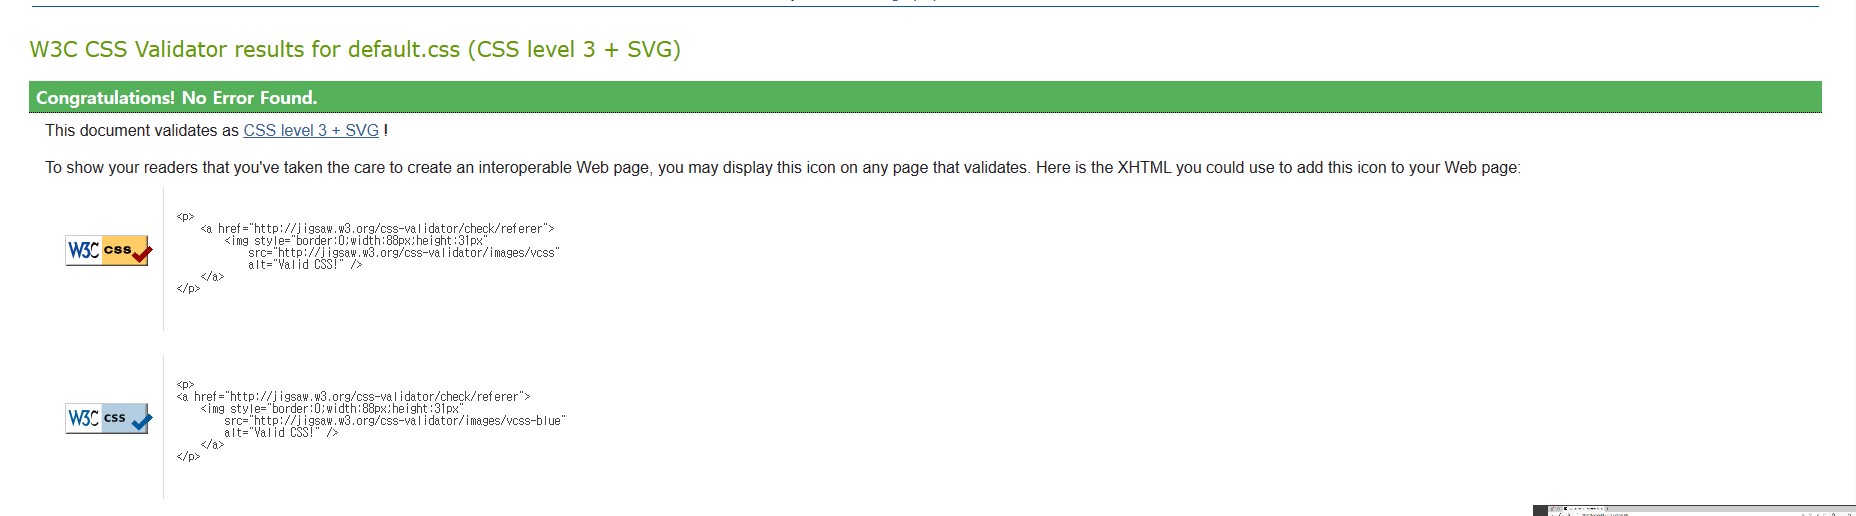 W3C CSS Validator results for default.css (CSS level 3 + SVG)
Congratulations! No Error Found.
This document validates as CSS level 3 + SVG !
To show your readers that you've taken the care to create an interoperable Web page, you may display this icon on any page that validates. Here is the XHTML you could use to add this icon to your Web page:
W3C css
<p>
<a href="http://jigsaw.w3.org/css-validator/check/referer">
<img style="border:0;width:88px;height:31px"
src="http://jigsaw.w3.org/css-validator/images/vcss"
alt="Valid CSS!" />
</a>
</p>
W3C css
<p>
<a href="http://jigsaw.w3.org/css-validator/check/referer">
<img style="border:0;width:88px;height:31px"
src="http://jigsaw.w3.org/css-validator/images/vcss-blue"
alt="Valid CSS!" />
</a>
</p>